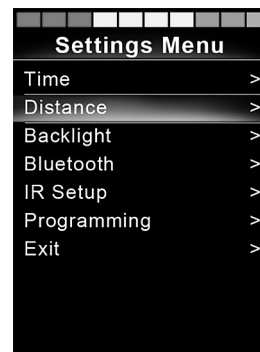 Settings Menu
Time >
Distance >
Backlight >
Bluetooth >
IR Setup >
Programming >
Exit >